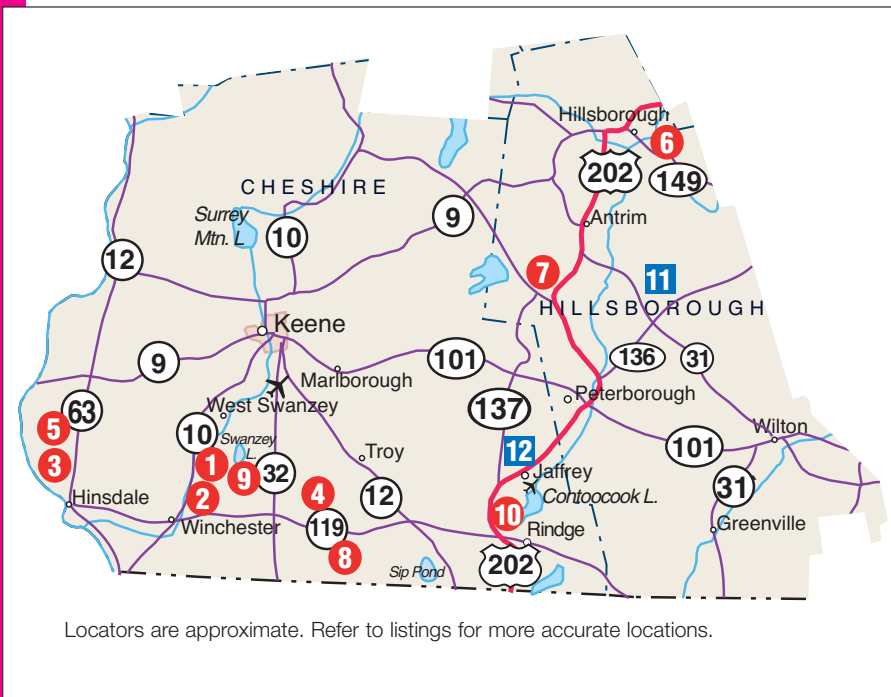 Hillsborough
6
202
149
CHESHIRE
Surrey
Mtn. L
10
9
Antrim
12
7
11
HILLSBOROUGH
Keene
9
101
136
31
Marlborough
137
Peterborough
63
5
West Swanzey
10
Swanzey
L.
101
Wilton
3
1
9
32
Troy
12
Jaffrey
Contoocook L.
31
Hinsdale
2
4
12
10
Winchester
119
Rindge
Greenville
8
Sip Pond
202
Locators are approximate. Refer to listings for more accurate locations.